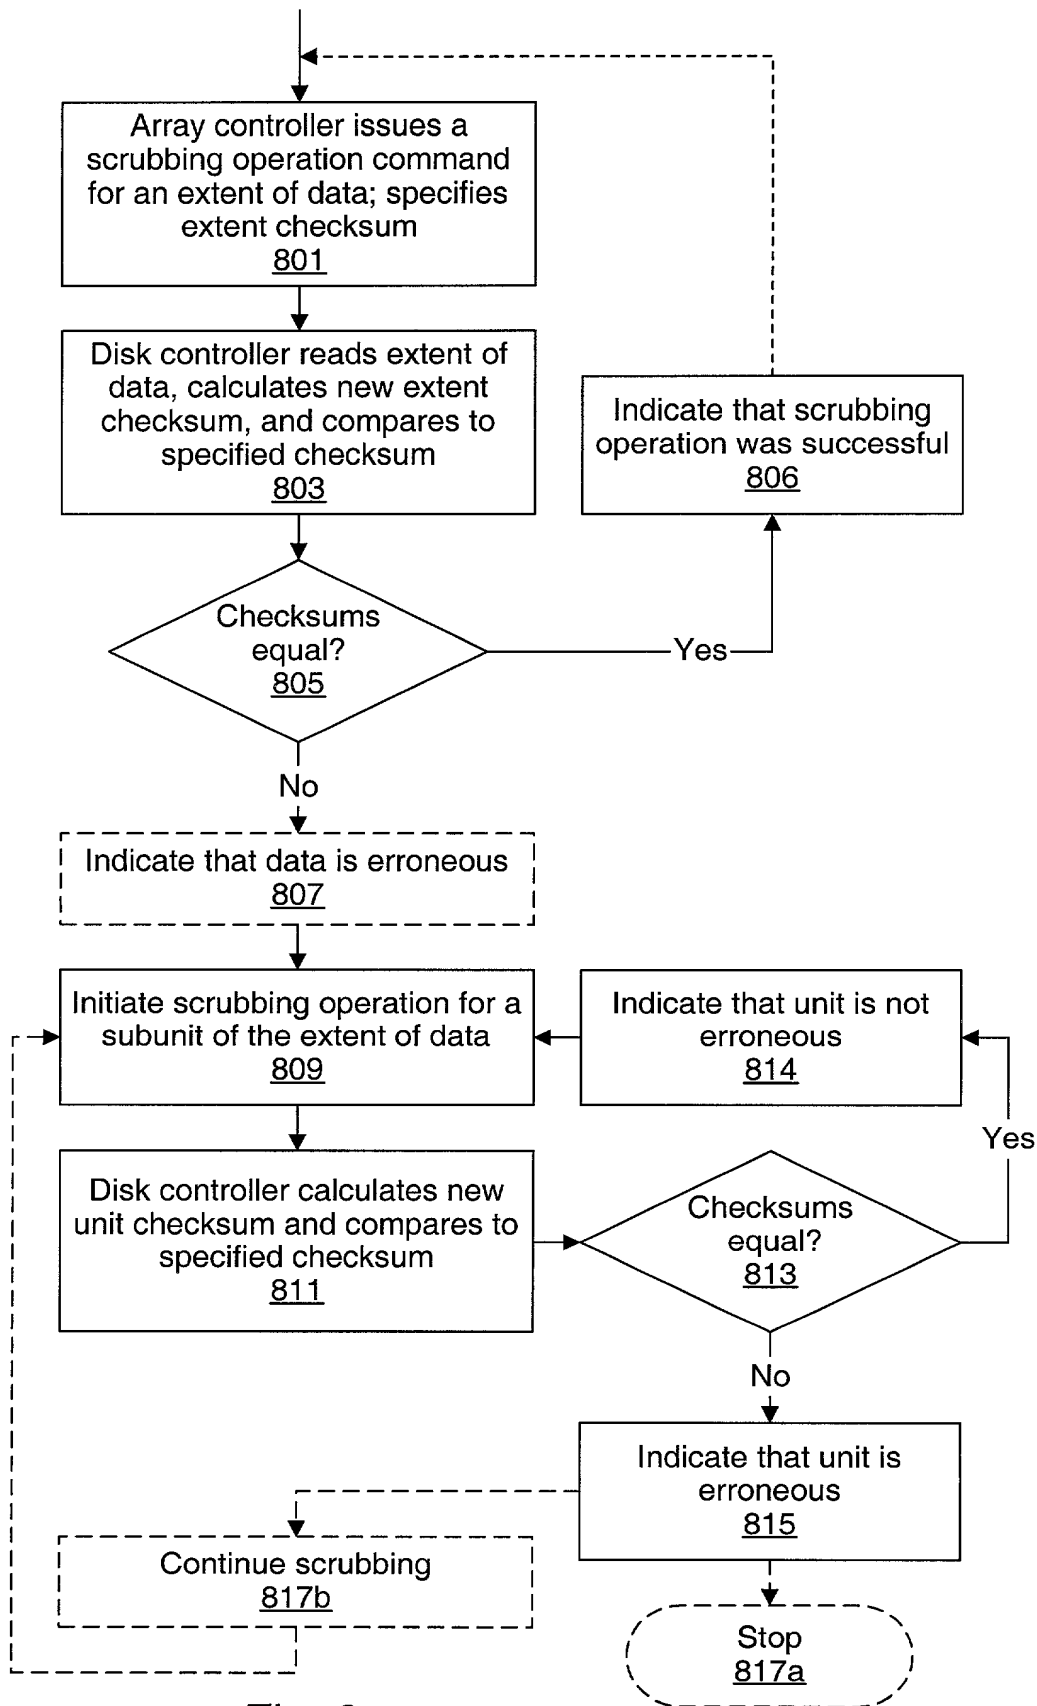 Array controller issues a
scrubbing operation command
for an extent of data; specifies
extent checksum
801
Disk controller reads extent of
data, calculates new extent
checksum, and compares to
specified checksum
803
Indicate that scrubbing
operation was successful
806
Checksums
equal?
805
Yes
No
Indicate that data is erroneous
807
Initiate scrubbing operation for a
subunit of the extent of data
809
Indicate that unit is not
erroneous
814
Yes
Disk controller calculates new
unit checksum and compares to
specified checksum
811
Checksums
equal?
813
No
Indicate that unit is
erroneous
815
Continue scrubbing
817b
Stop
817a